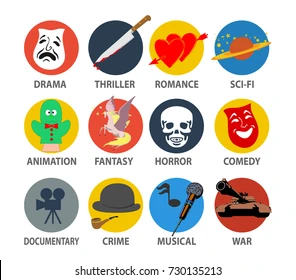 DRAMA THRILLER ROMANCE SCI-FI
ANIMATION FANTASY HORROR COMEDY
DOCUMENTARY CRIME MUSICAL WAR
shutterstock.com · 730135213